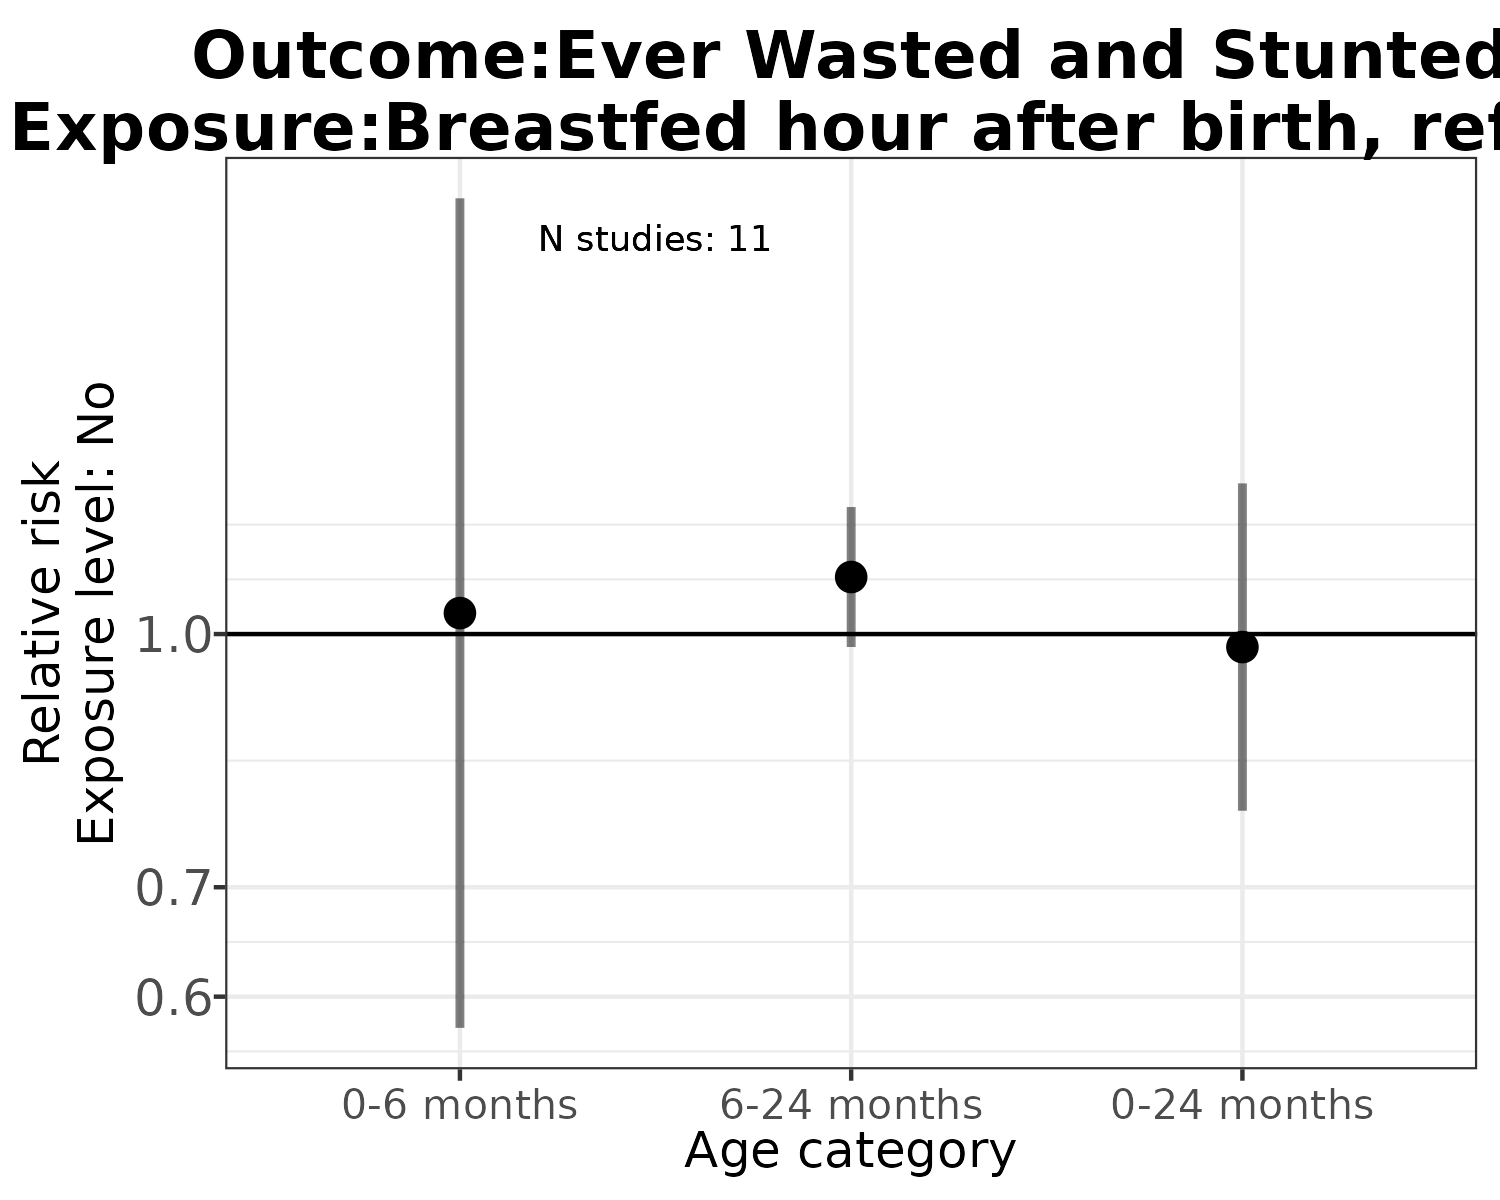 Outcome:Ever Wasted and Stunted
Exposure:Breastfed hour after birth,
N studies: 11
Relative risk
Exposure level: No
1.0
0.7
0.6
0-6 months
6-24 months
0-24 months
Age category